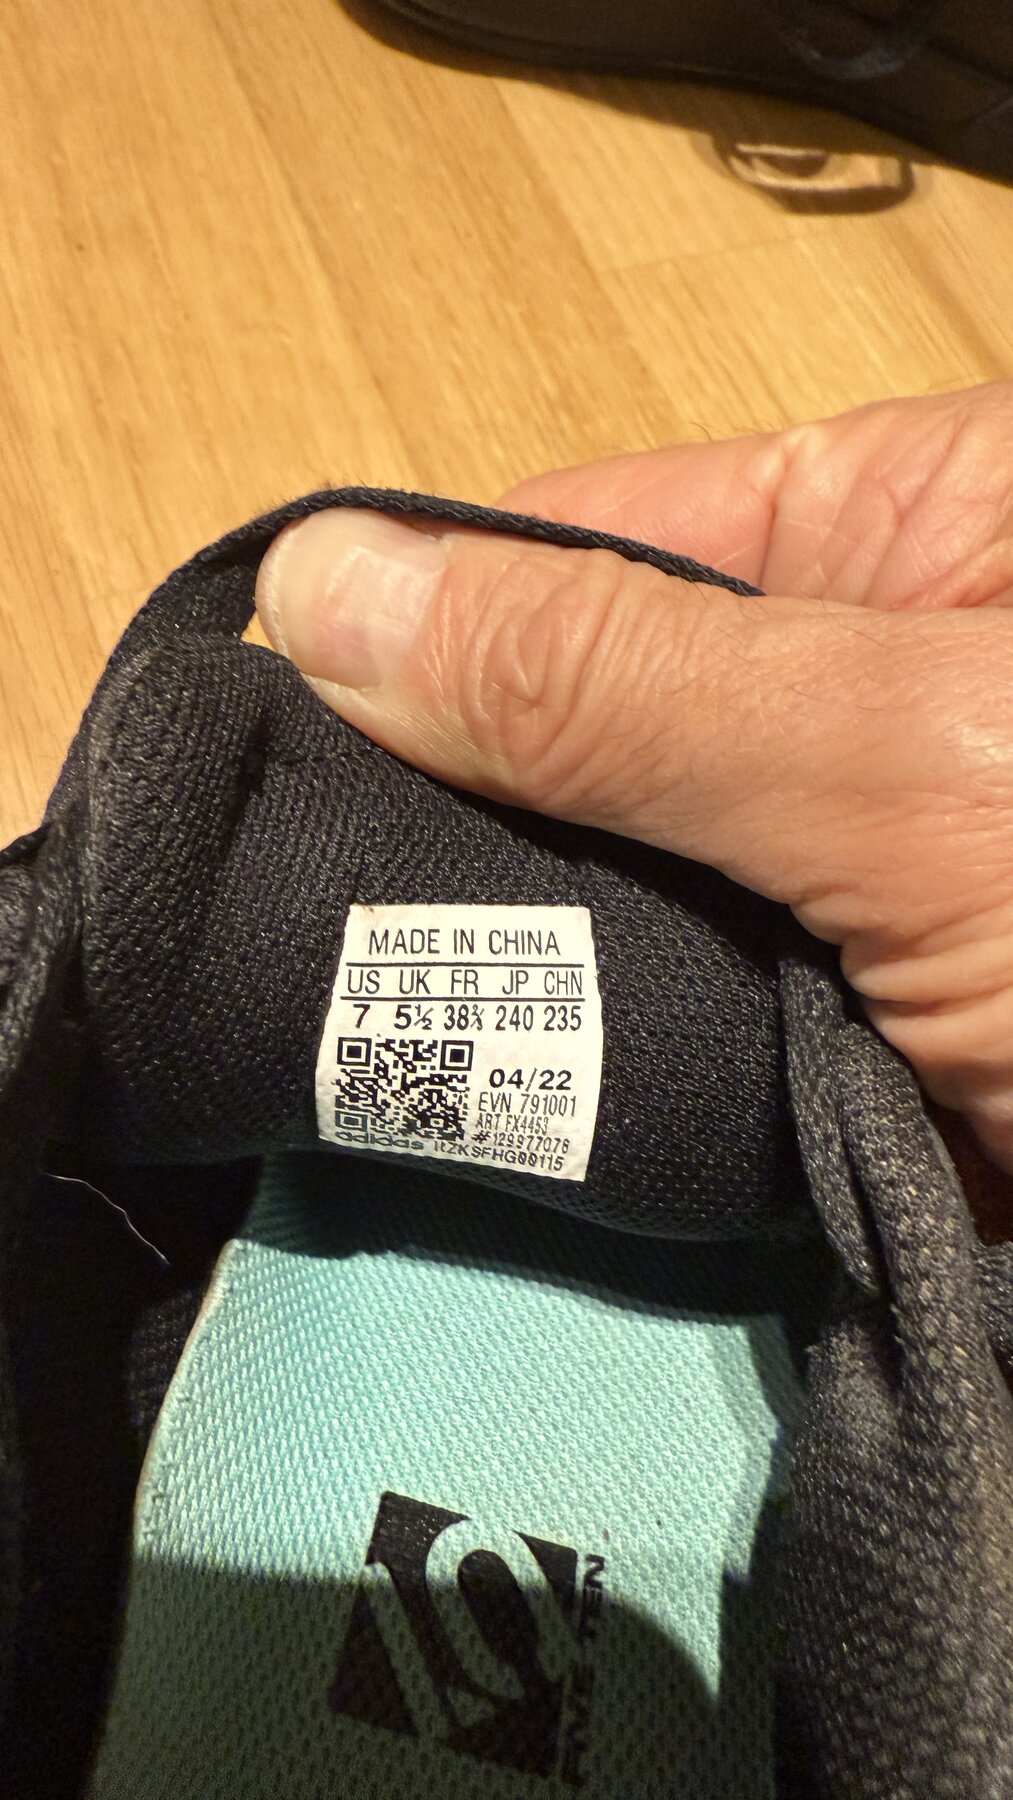 MADE IN CHINA
US UK FR JP CHN
7 5½ 38⅔ 240 235
04/22
EVN 791001
ART FX4453
#129977076
adidas